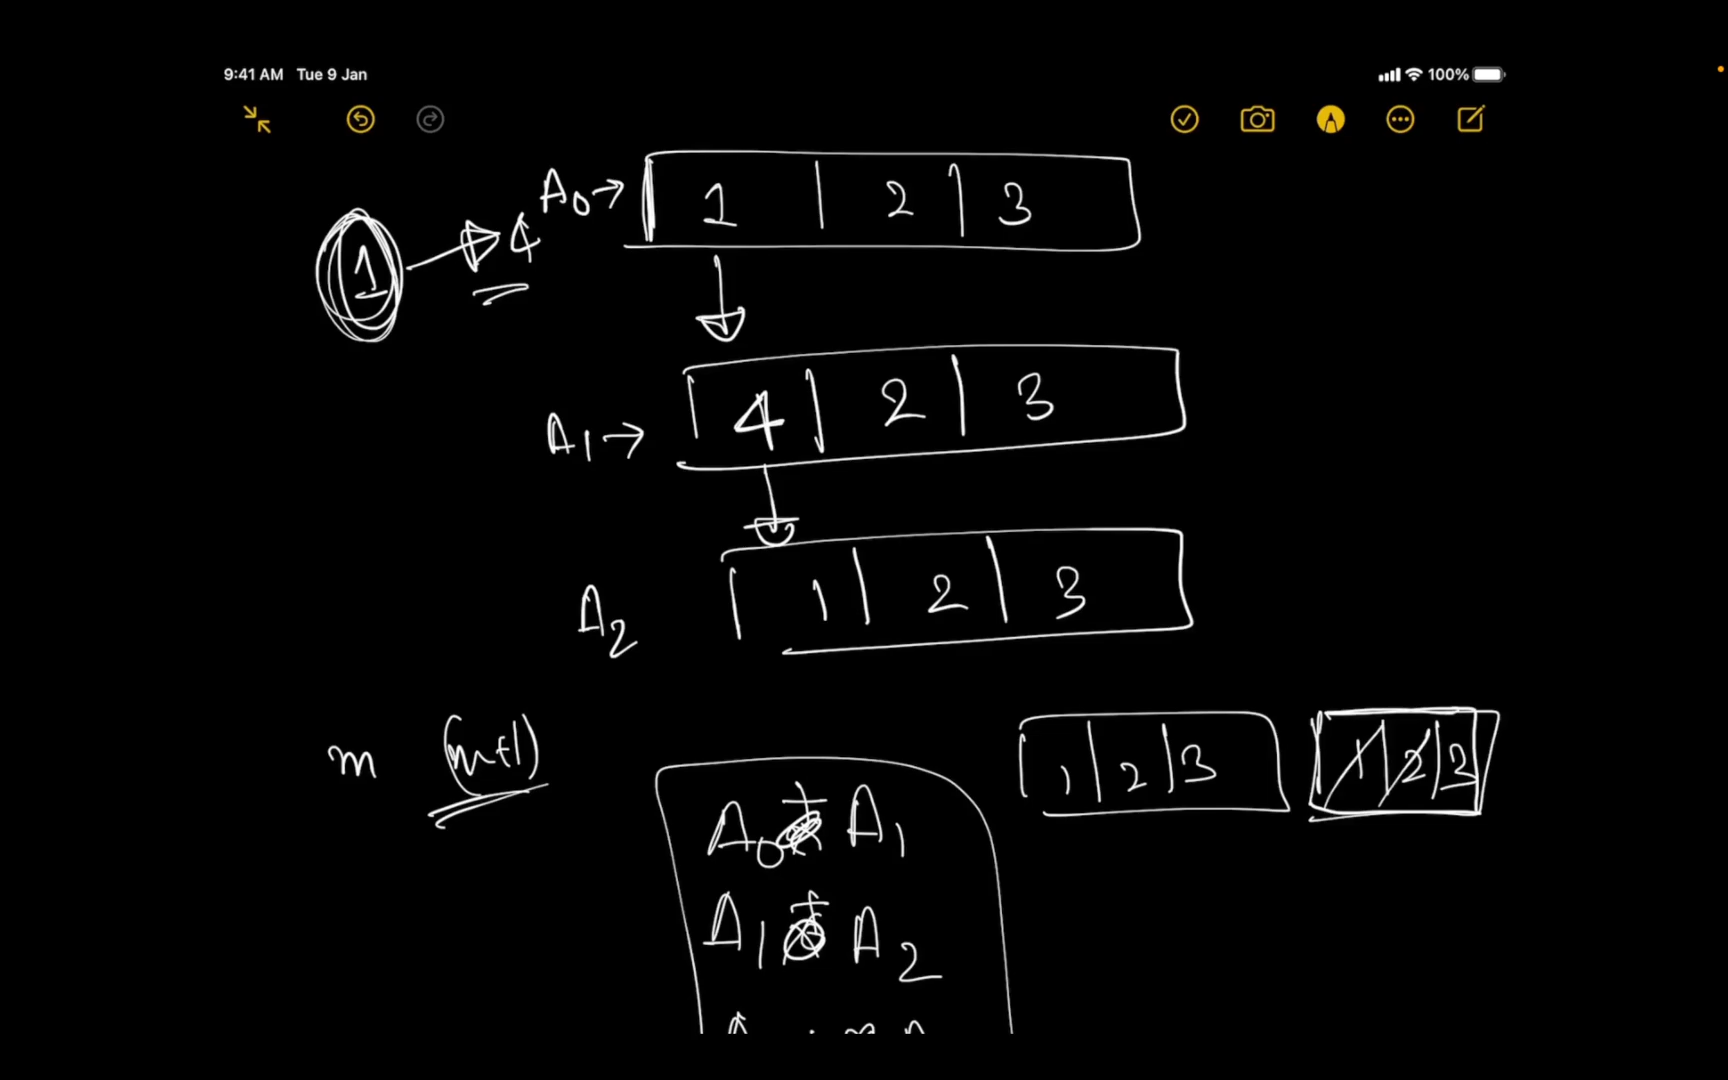 9:41 AM Tue 9 Jan 100%
A0→ 1 | 2 | 3
1 → 4
A1→ 4 | 2 | 3
A2 1 | 2 | 3
m (m+1)
1 | 2 | 3 1 | 2 | 3
A0 A1
A1 A2